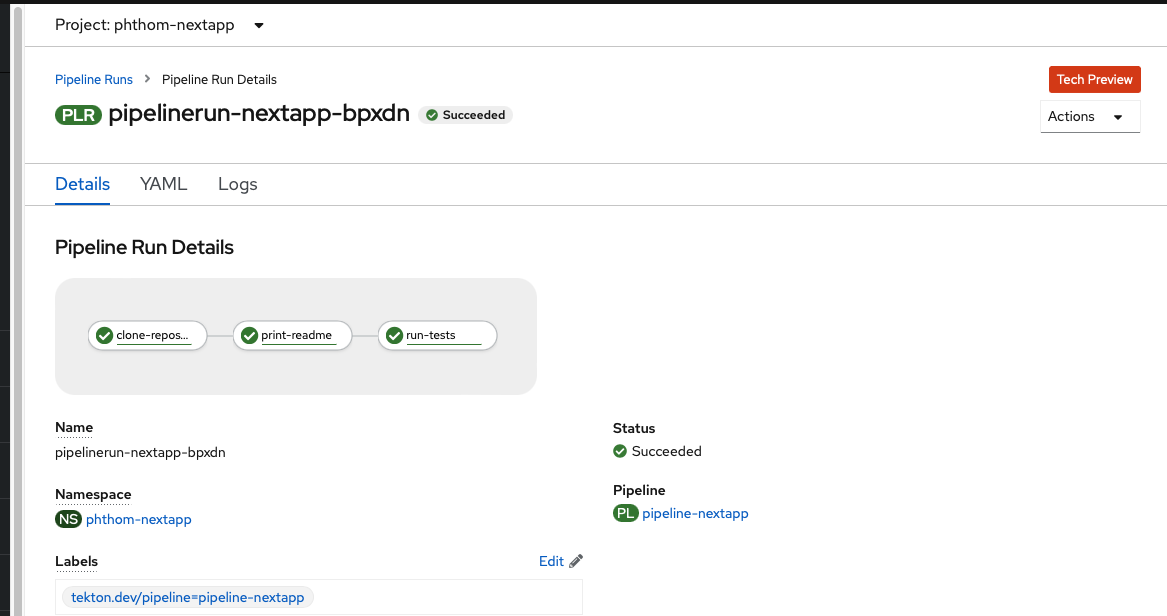 Project: phthom-nextapp
Pipeline Runs > Pipeline Run Details
Tech Preview
PLR pipelinerun-nextapp-bpxdn Succeeded
Actions
Details YAML Logs
Pipeline Run Details
clone-repos... print-readme run-tests
Name
pipelinerun-nextapp-bpxdn
Status
Succeeded
Namespace
NS phthom-nextapp
Pipeline
PL pipeline-nextapp
Labels
Edit
tekton.dev/pipeline=pipeline-nextapp